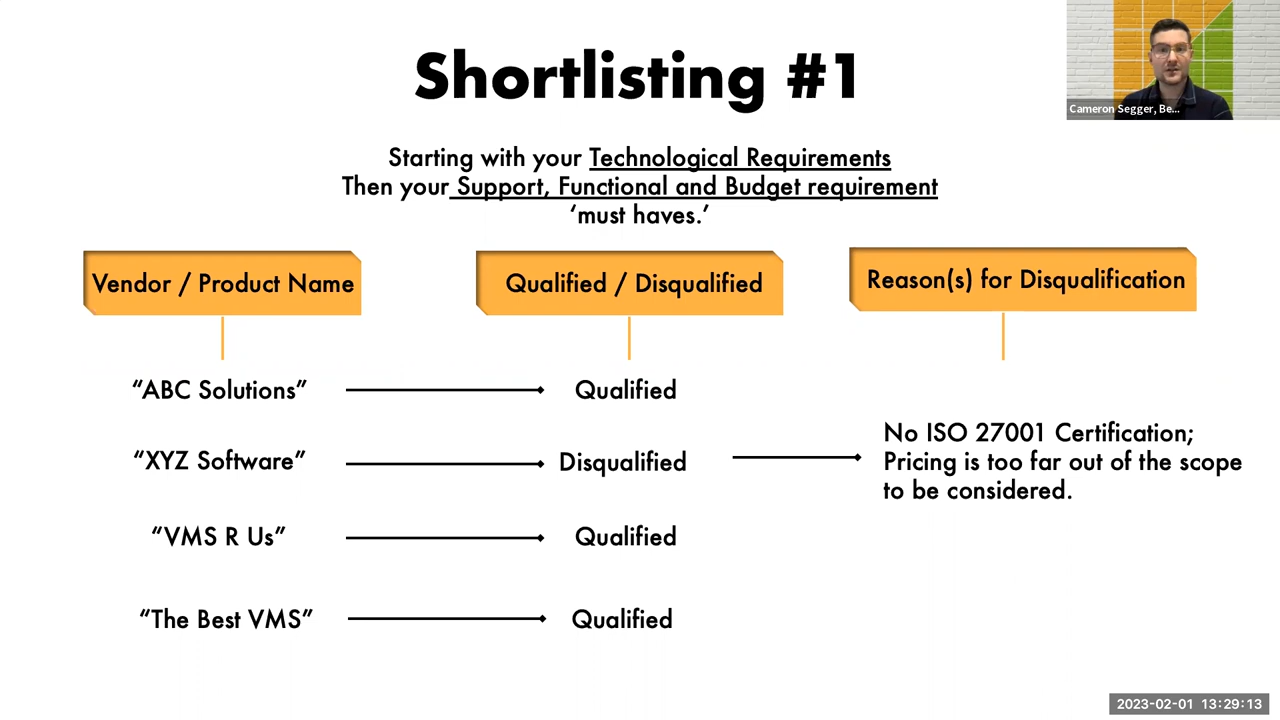 Shortlisting #1
Cameron Segger, Be...
Starting with your Technological Requirements
Then your Support, Functional and Budget requirement
‘must haves.’
Vendor / Product Name
Qualified / Disqualified
Reason(s) for Disqualification
“ABC Solutions”
Qualified
“XYZ Software”
Disqualified
No ISO 27001 Certification;
Pricing is too far out of the scope
to be considered.
“VMS R Us”
Qualified
“The Best VMS”
Qualified
2023-02-01 13:29:13